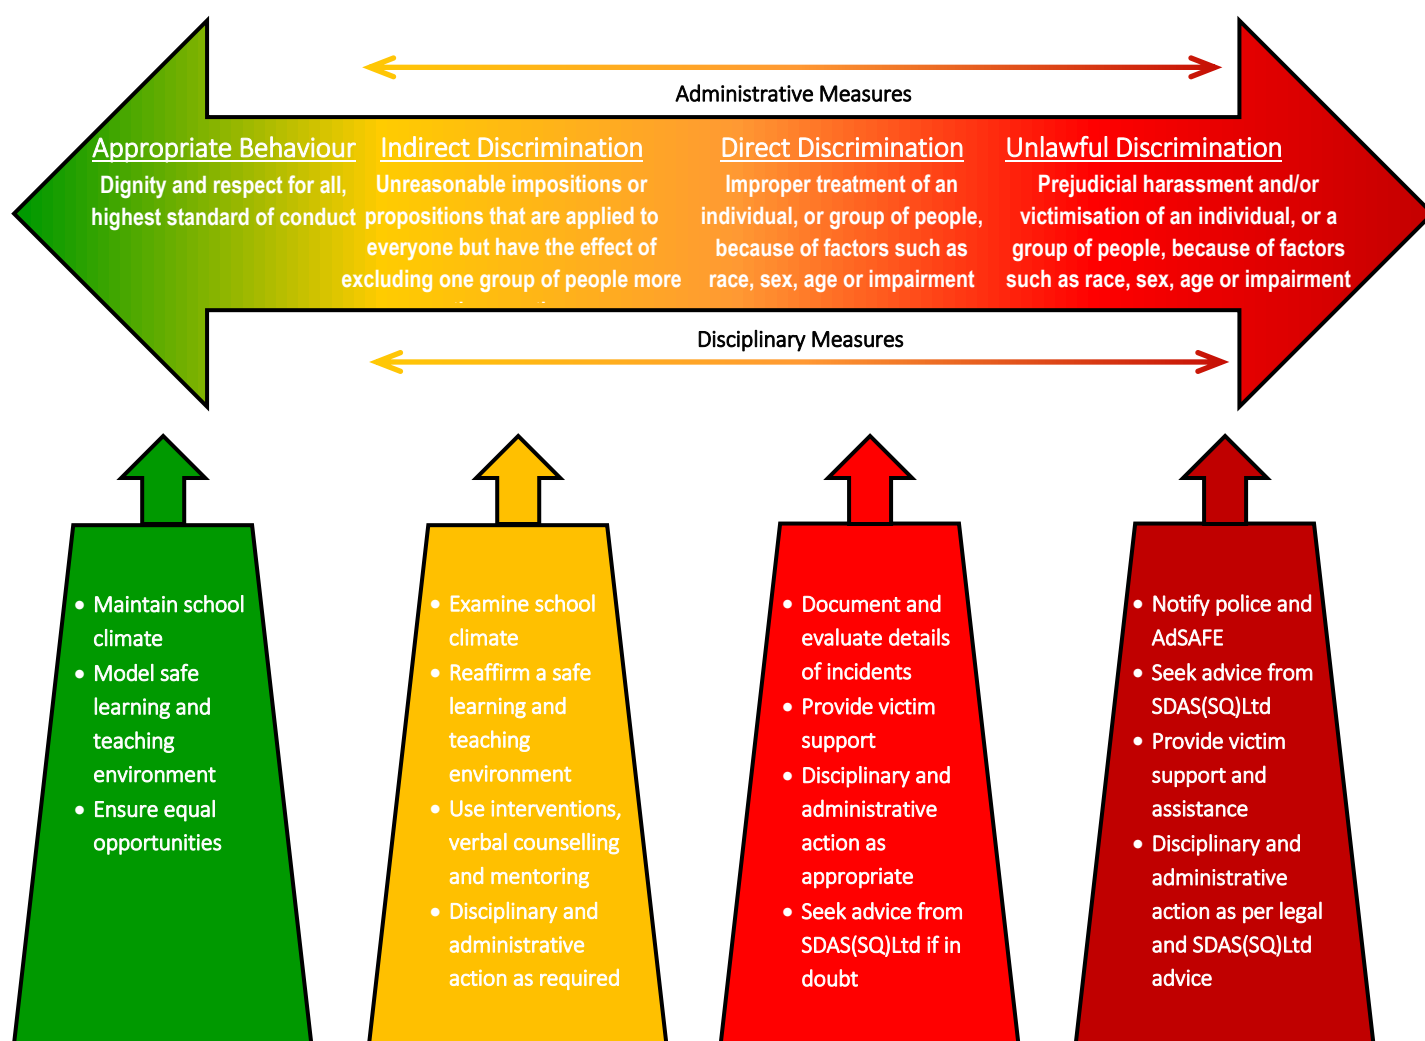 Administrative Measures
Appropriate Behaviour
Dignity and respect for all,
highest standard of conduct
Indirect Discrimination
Unreasonable impositions or
propositions that are applied to
everyone but have the effect of
excluding one group of people more
Direct Discrimination
Improper treatment of an
individual, or group of people,
because of factors such as
race, sex, age or impairment
Unlawful Discrimination
Prejudicial harassment and/or
victimisation of an individual, or a
group of people, because of factors
such as race, sex, age or impairment
Disciplinary Measures
• Maintain school
climate
• Model safe
learning and
teaching
environment
• Ensure equal
opportunities
• Examine school
climate
• Reaffirm a safe
learning and
teaching
environment
• Use interventions,
verbal counselling
and mentoring
• Disciplinary and
administrative
action as required
• Document and
evaluate details
of incidents
• Provide victim
support
• Disciplinary and
administrative
action as
appropriate
• Seek advice from
SDAS(SQ)Ltd if in
doubt
• Notify police and
AdSAFE
• Seek advice from
SDAS(SQ)Ltd
• Provide victim
support and
assistance
• Disciplinary and
administrative
action as per legal
and SDAS(SQ)Ltd
advice